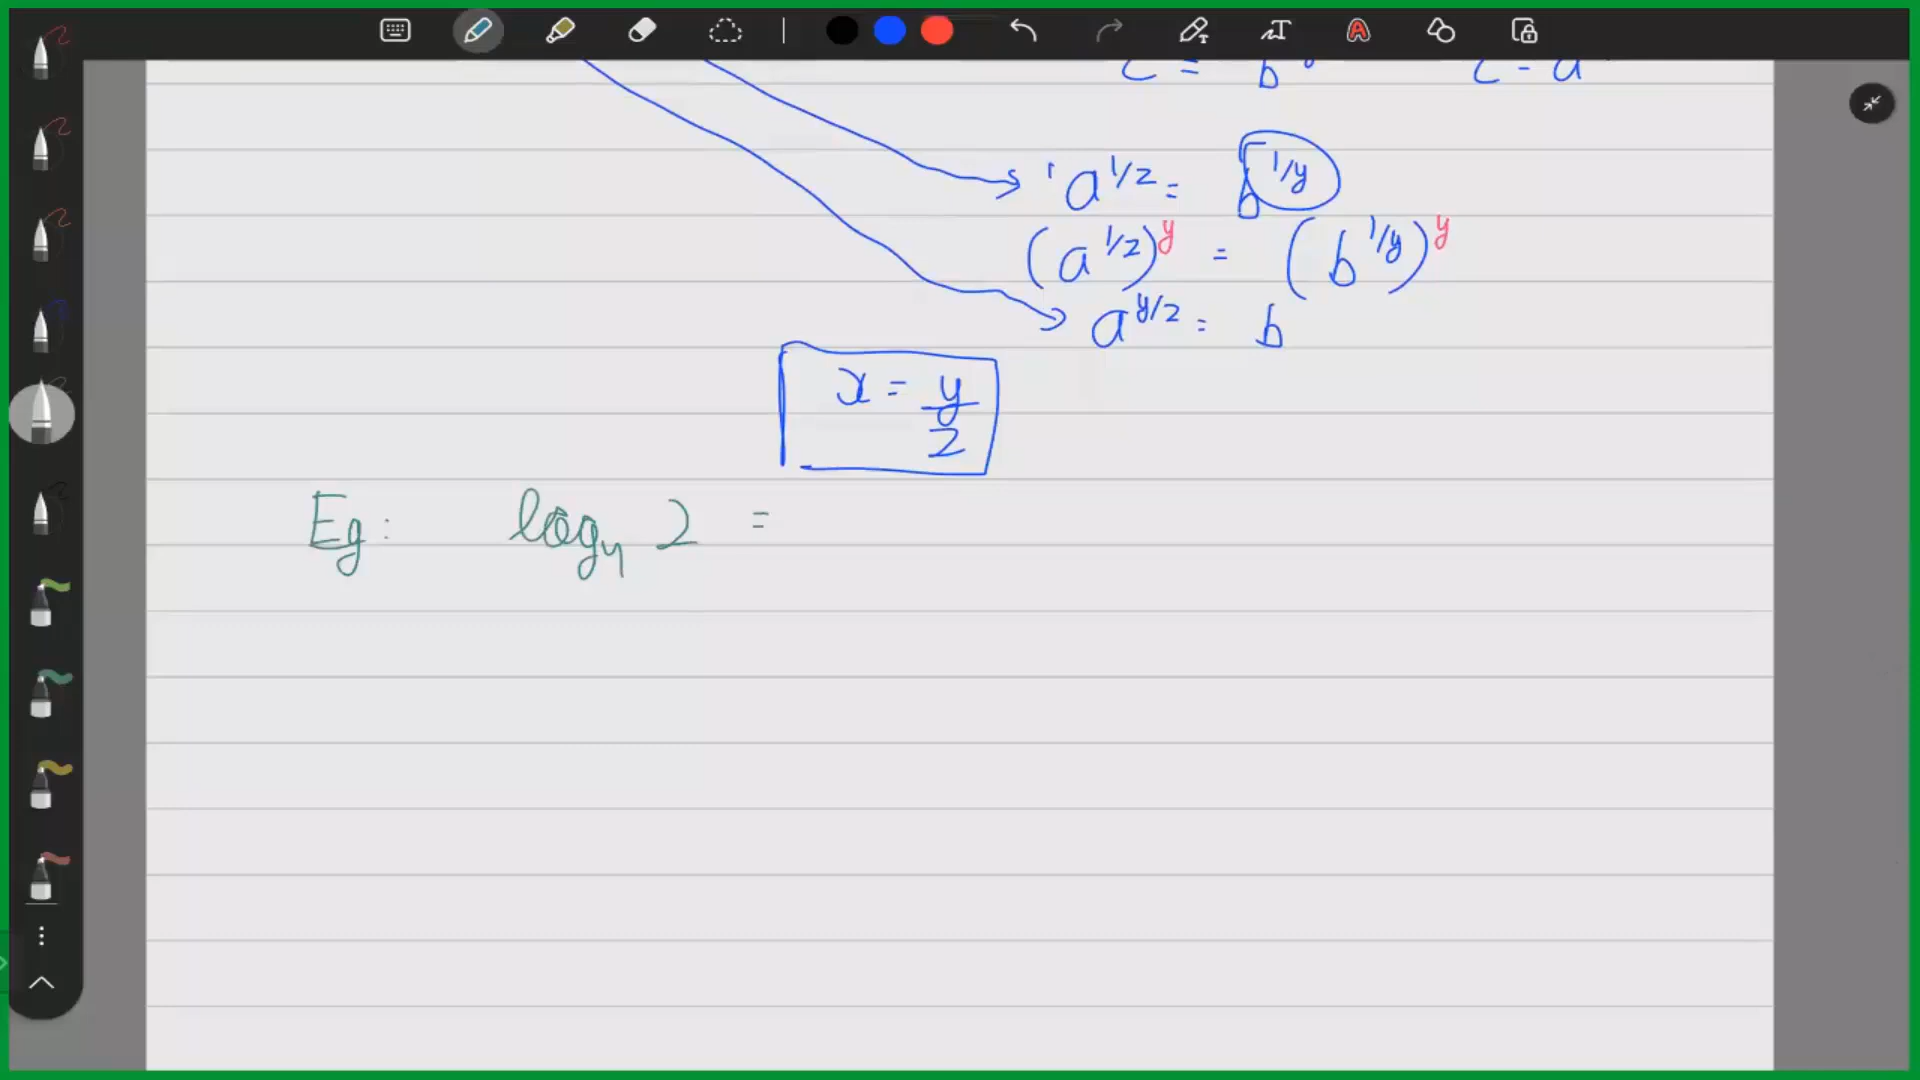 c = b^y c = a
a^{1/z} = b^{1/y}
(a^{1/z})^y = (b^{1/y})^y
a^{y/z} = b
x = y/z
Eg: log_4 2 =